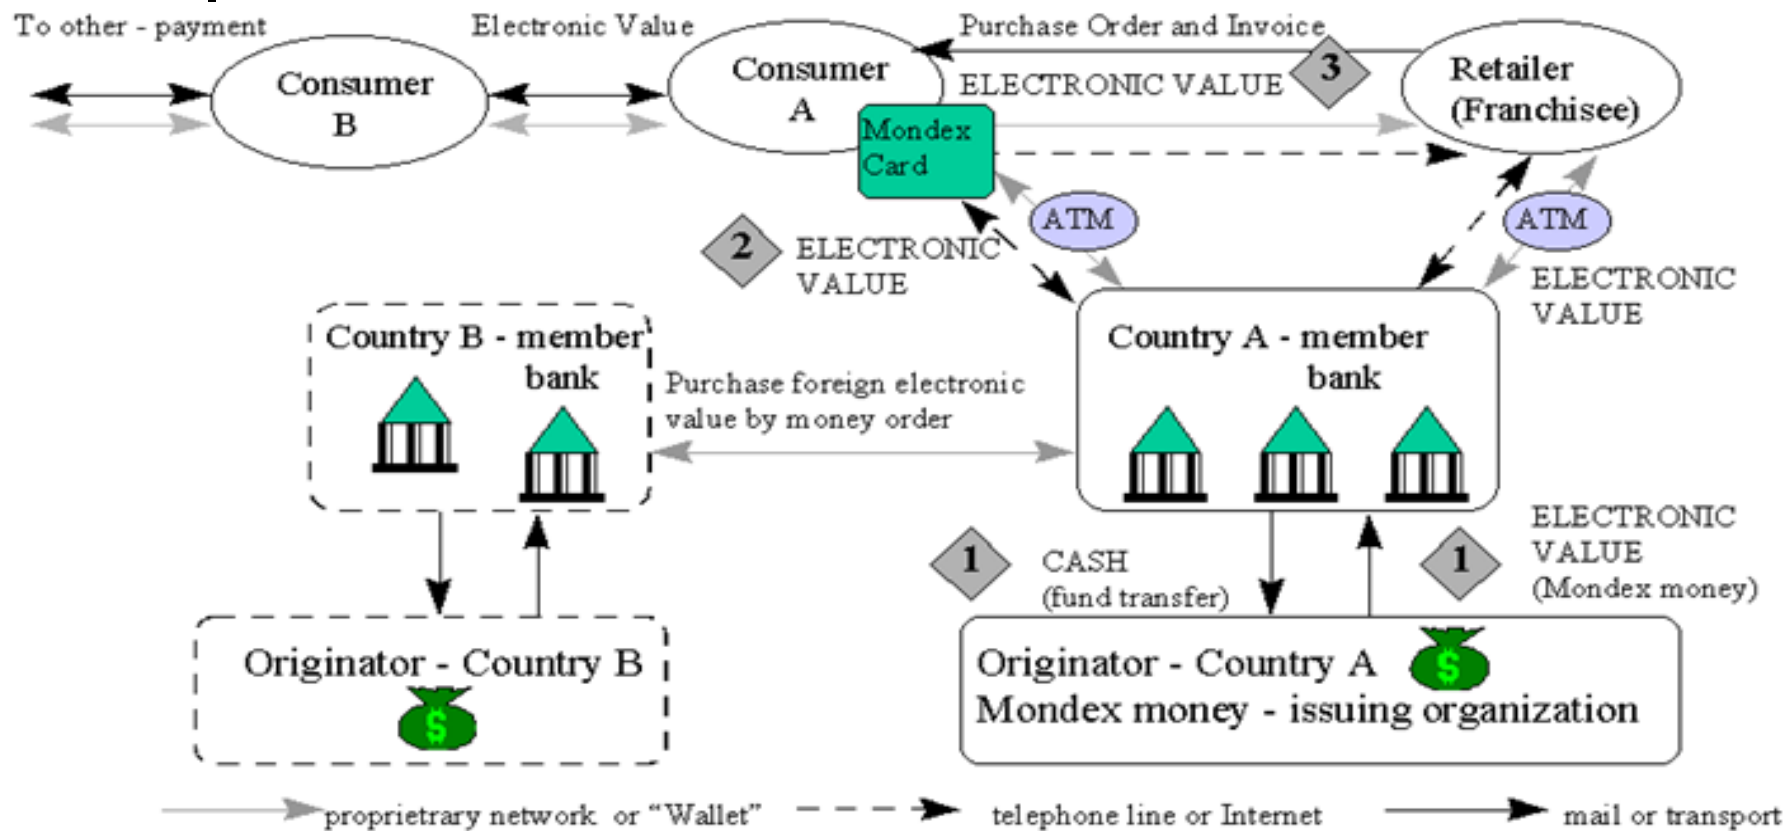 To other - payment
Electronic Value
Purchase Order and Invoice
Consumer
B
Consumer
A
ELECTRONIC VALUE
3
Retailer
(Franchisee)
Mondex
Card
ATM
ATM
2
ELECTRONIC
VALUE
ELECTRONIC
VALUE
Country B - member
bank
Purchase foreign electronic
value by money order
Country A - member
bank
1
CASH
(fund transfer)
1
ELECTRONIC
VALUE
(Mondex money)
Originator - Country B
$
Originator - Country A
$
Mondex money - issuing organization
proprietrary network or “Wallet”
telephone line or Internet
mail or transport